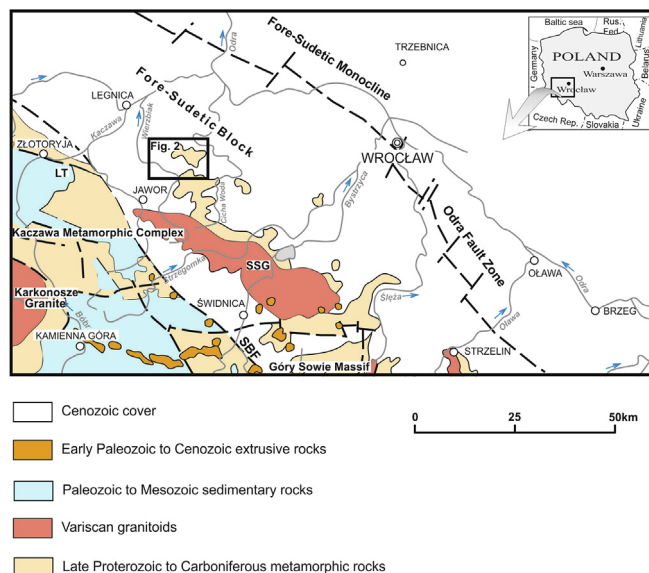 Baltic sea
Rus.
Fed.
Lithuania
Belarus'
Germany
POLAND
Warszawa
Wrocław
Ukraine
Czech Rep.
Slovakia
Odra
TRZEBNICA
Fore-Sudetic Monocline
LEGNICA
Fore-Sudetic Block
Kaczawa
Wierzbiak
ZŁOTORYJA
Fig. 2
WROCŁAW
LT
JAWOR
Cicha Woda
Bystrzyca
Odra Fault Zone
Kaczawa Metamorphic Complex
Strzegomka
SSG
OŁAWA
Odra
Karkonosze
Granite
Bóbr
ŚWIDNICA
Ślęża
Oława
BRZEG
KAMIENNA GÓRA
SBF
Góry Sowie Massif
STRZELIN
Cenozoic cover
0 25 50km
Early Paleozoic to Cenozoic extrusive rocks
Paleozoic to Mesozoic sedimentary rocks
Variscan granitoids
Late Proterozoic to Carboniferous metamorphic rocks